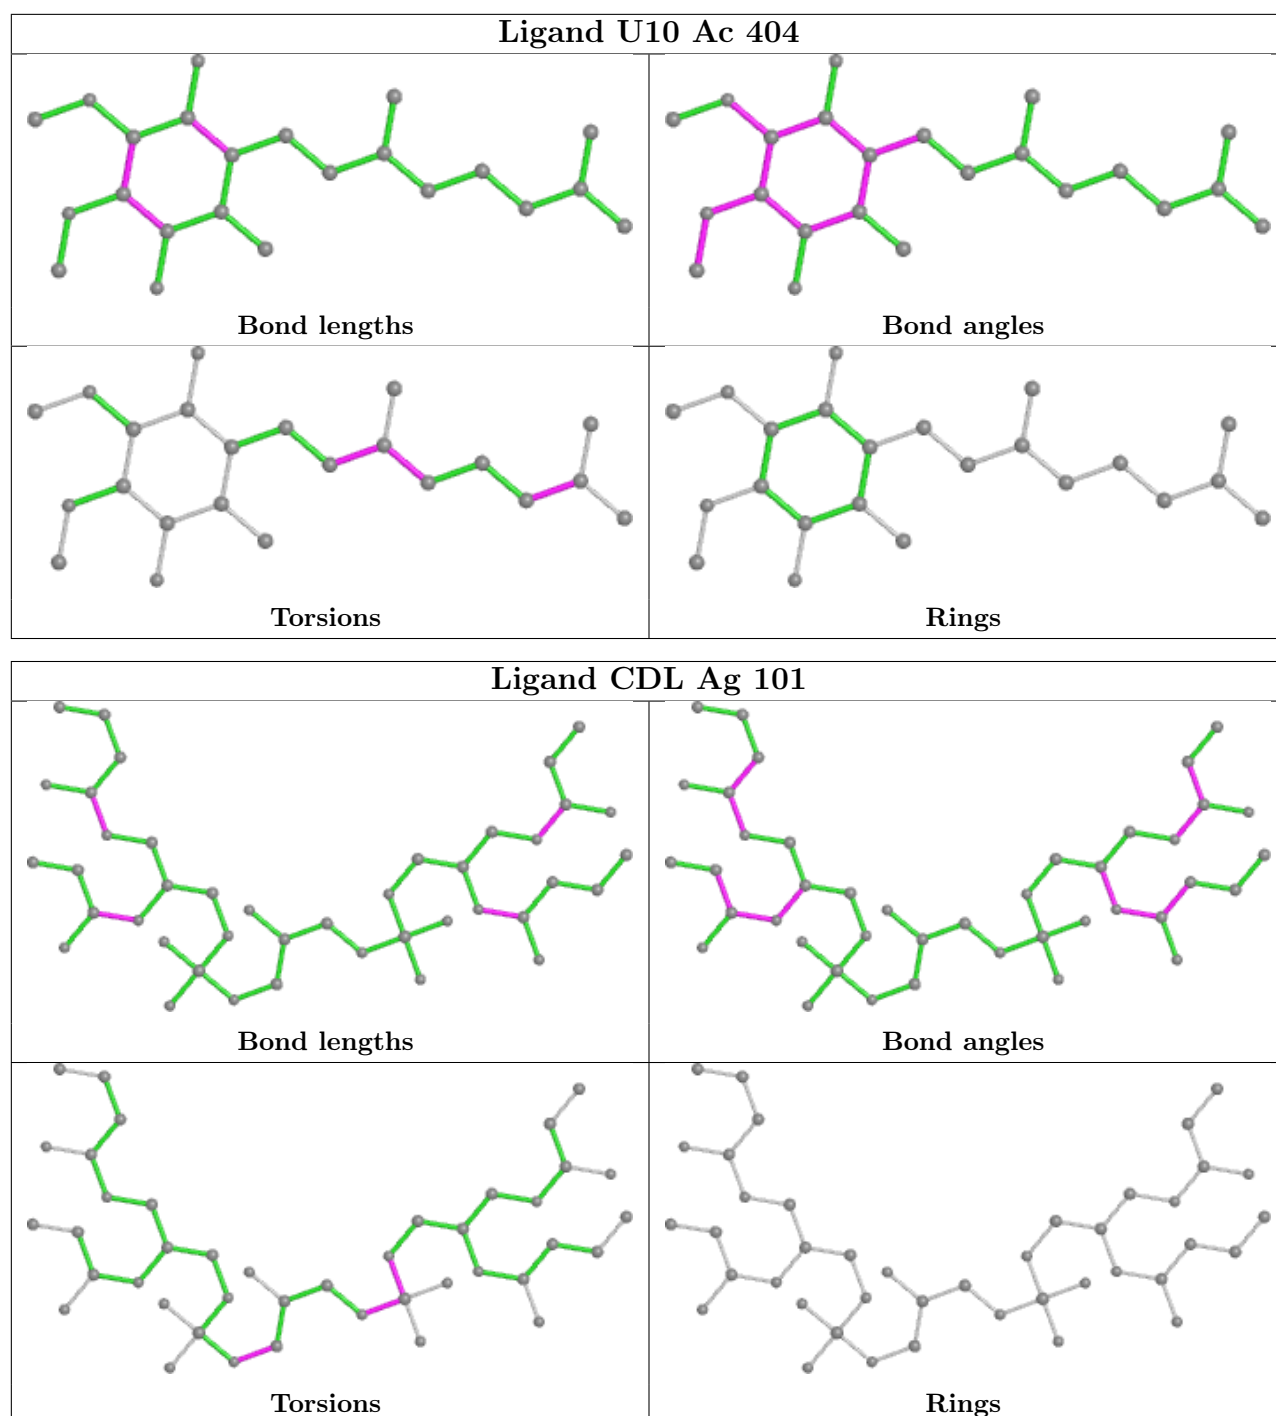 Ligand U10 Ac 404
Bond lengths
Bond angles
Torsions
Rings
Ligand CDL Ag 101
Bond lengths
Bond angles
Torsions
Rings